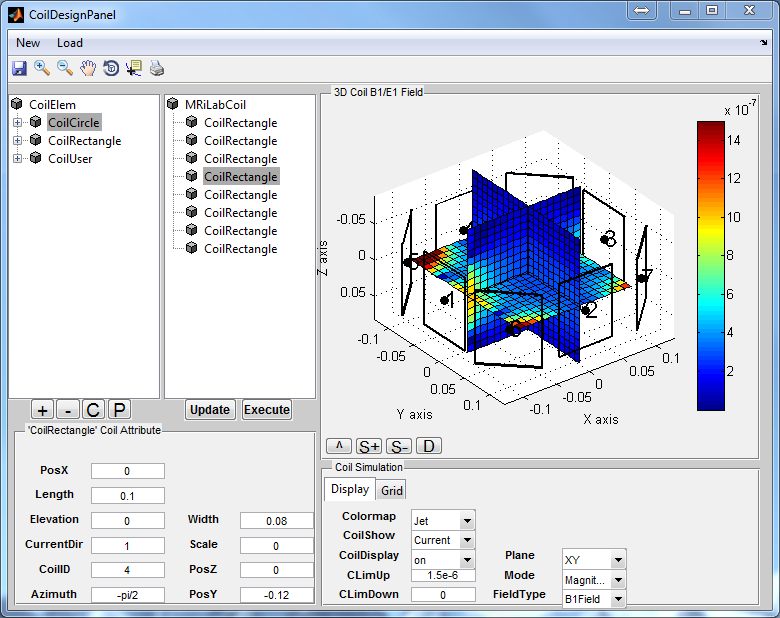 CoilDesignPanel
New Load
CoilElem
CoilCircle
CoilRectangle
CoilUser
MRiLabCoil
CoilRectangle
CoilRectangle
CoilRectangle
CoilRectangle
CoilRectangle
CoilRectangle
CoilRectangle
CoilRectangle
+ - C P
Update Execute
3D Coil B1/E1 Field
x 10-7
14
12
10
8
6
4
2
Z axis
-0.05
0
0.05
-0.1
-0.05
0
0.05
0.1
Y axis
-0.1
-0.05
0
0.05
0.1
X axis
1
2
3
5
7
^ S+ S- D
'CoilRectangle' Coil Attribute
PosX 0
Length 0.1
Elevation 0 Width 0.08
CurrentDir 1 Scale 0
CoilID 4 PosZ 0
Azimuth -pi/2 PosY -0.12
Coil Simulation
Display Grid
Colormap Jet
CoilShow Current
CoilDisplay on Plane XY
CLimUp 1.5e-6 Mode Magnit...
CLimDown 0 FieldType B1Field